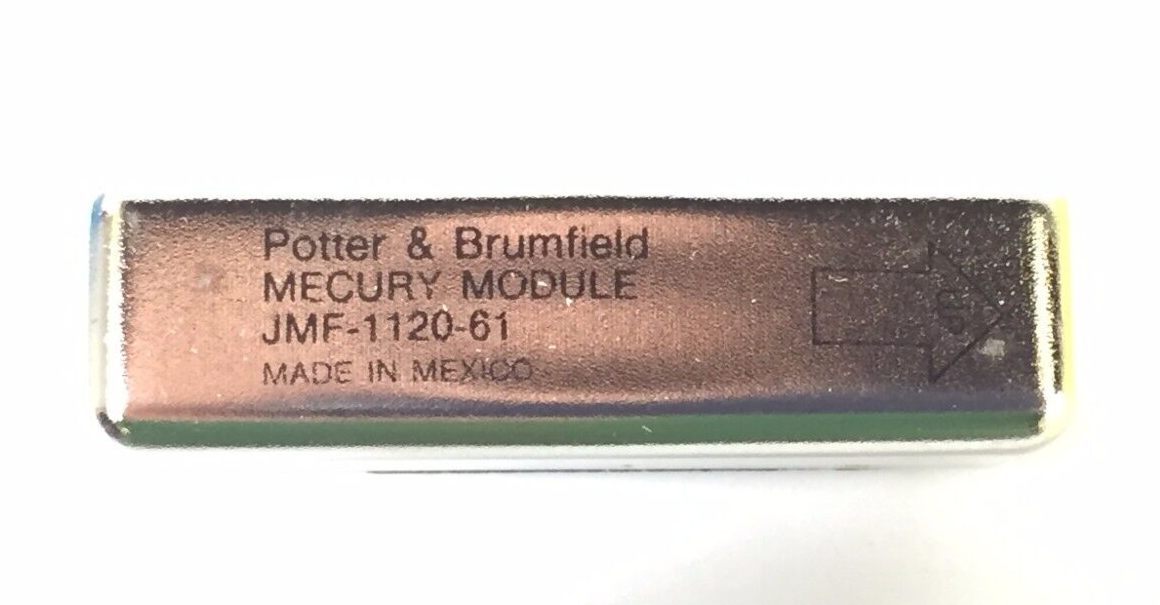 Potter & Brumfield
MECURY MODULE
JMF-1120-61
MADE IN MEXICO